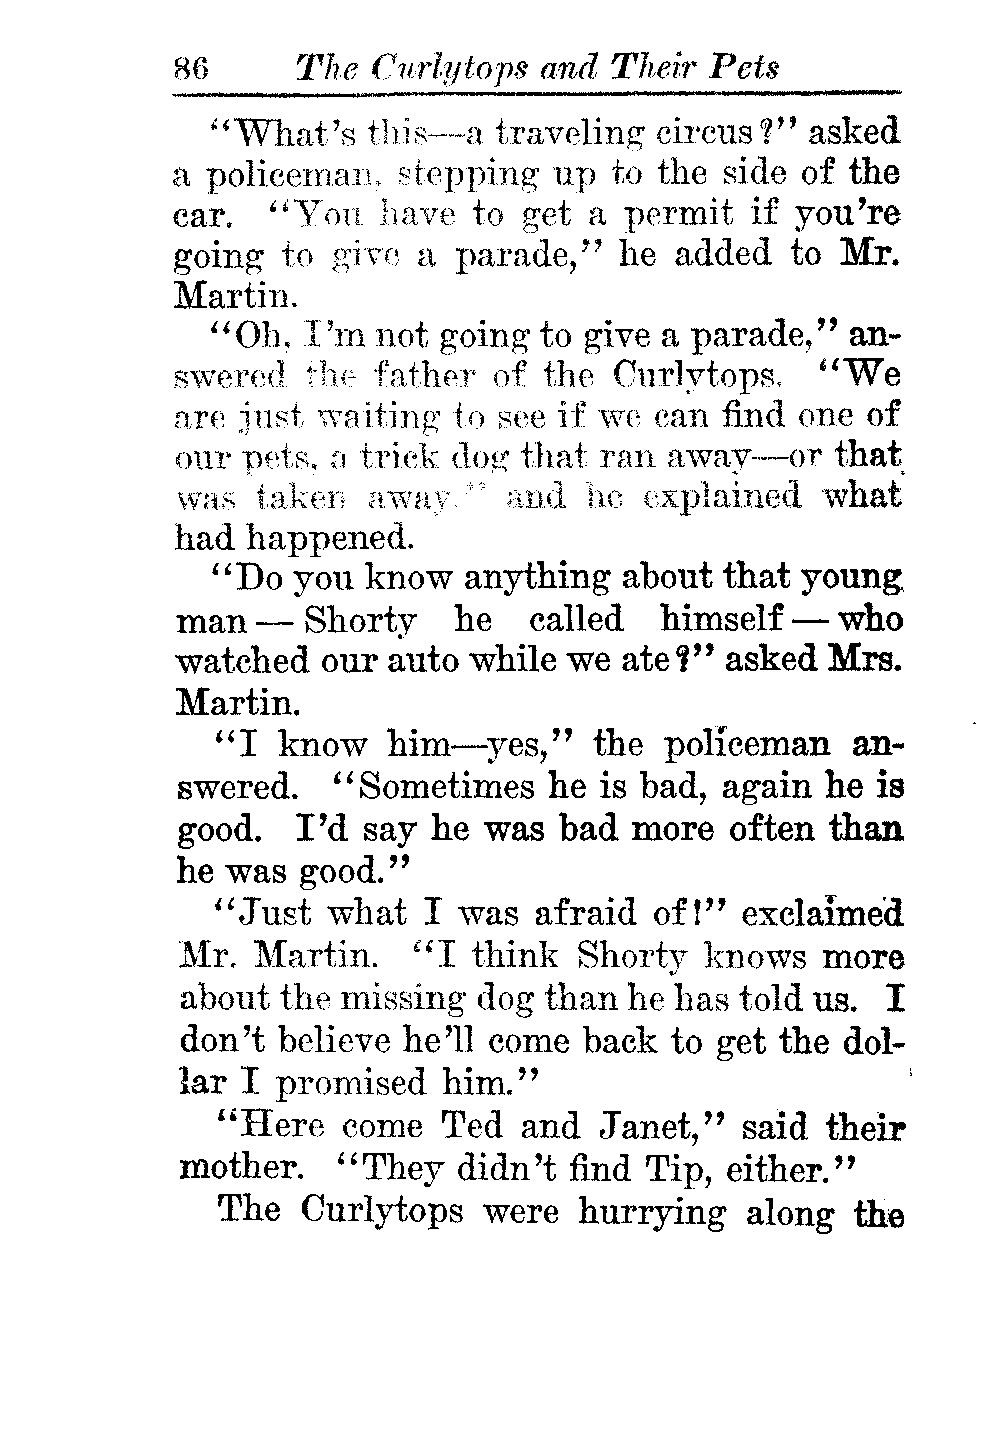 86 The Curlytops and Their Pets
“What’s this—a traveling circus?” asked
a policeman, stepping up to the side of the
car. “You have to get a permit if you’re
going to give a parade,” he added to Mr.
Martin.
“Oh, I’m not going to give a parade,” an-
swered the father of the Curlytops. “We
are just waiting to see if we can find one of
our pets, a trick dog that ran away—or that
was taken away,” and he explained what
had happened.
“Do you know anything about that young
man — Shorty he called himself — who
watched our auto while we ate?” asked Mrs.
Martin.
“I know him—yes,” the policeman an-
swered. “Sometimes he is bad, again he is
good. I’d say he was bad more often than
he was good.”
“Just what I was afraid of!” exclaimed
Mr. Martin. “I think Shorty knows more
about the missing dog than he has told us. I
don’t believe he’ll come back to get the dol-
lar I promised him.”
“Here come Ted and Janet,” said their
mother. “They didn’t find Tip, either.”
The Curlytops were hurrying along the